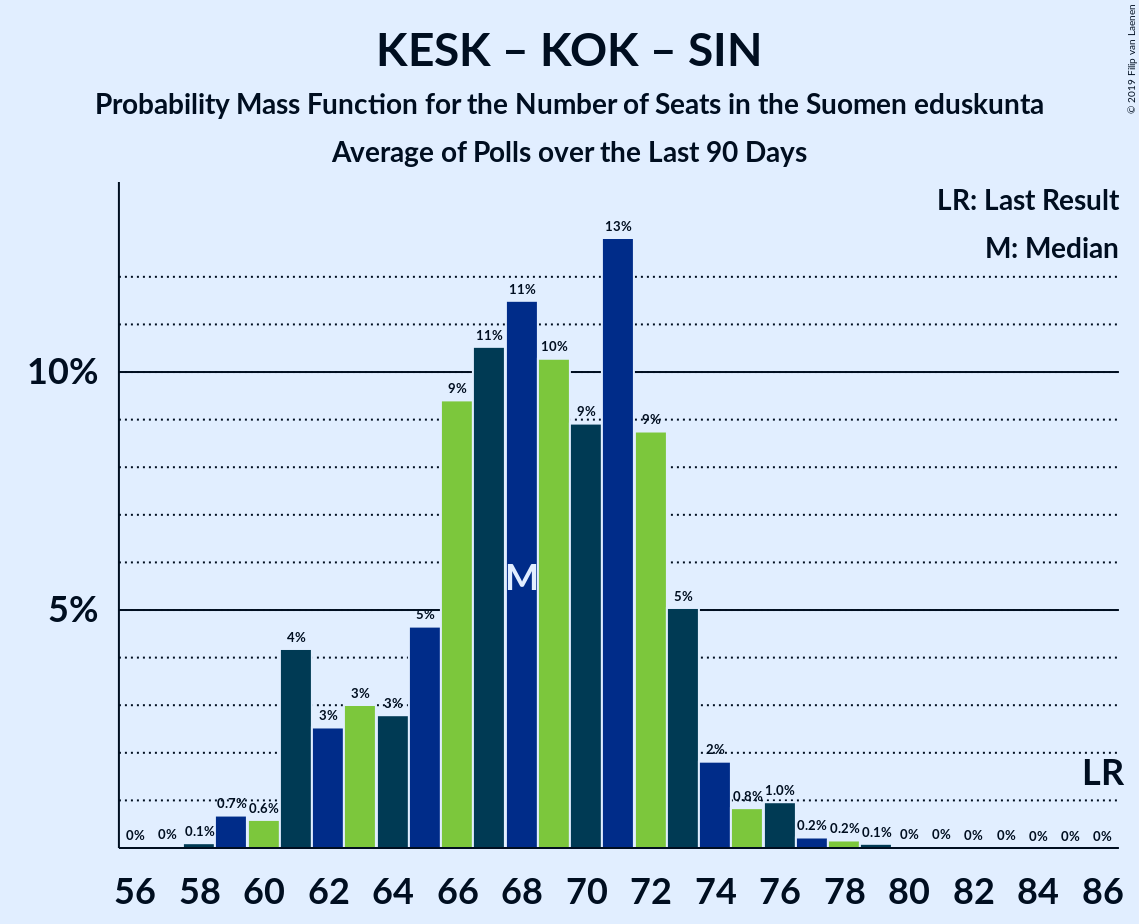 KESK – KOK – SIN
Probability Mass Function for the Number of Seats in the Suomen eduskunta
Average of Polls over the Last 90 Days
© 2019 Filip van Laenen
LR: Last Result
M: Median
10%
5%
0% 0% 0.1% 0.7% 0.6% 4% 3% 3% 3% 5% 9% 11% 11% 10% 9% 13% 9% 5% 2% 0.8% 1.0% 0.2% 0.2% 0.1% 0% 0% 0% 0% 0% 0% 0%
M
LR
56 58 60 62 64 66 68 70 72 74 76 78 80 82 84 86